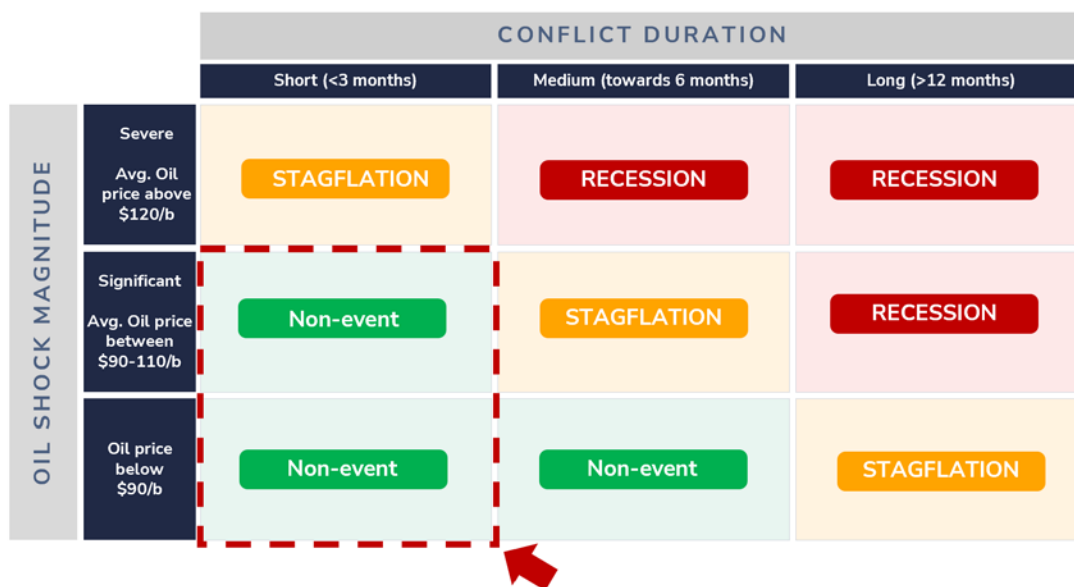 CONFLICT DURATION
Short (<3 months)
Medium (towards 6 months)
Long (>12 months)
OIL SHOCK MAGNITUDE
Severe
Avg. Oil
price above
$120/b
STAGFLATION
RECESSION
RECESSION
Significant
Avg. Oil price
between
$90-110/b
Non-event
STAGFLATION
RECESSION
Oil price
below
$90/b
Non-event
Non-event
STAGFLATION